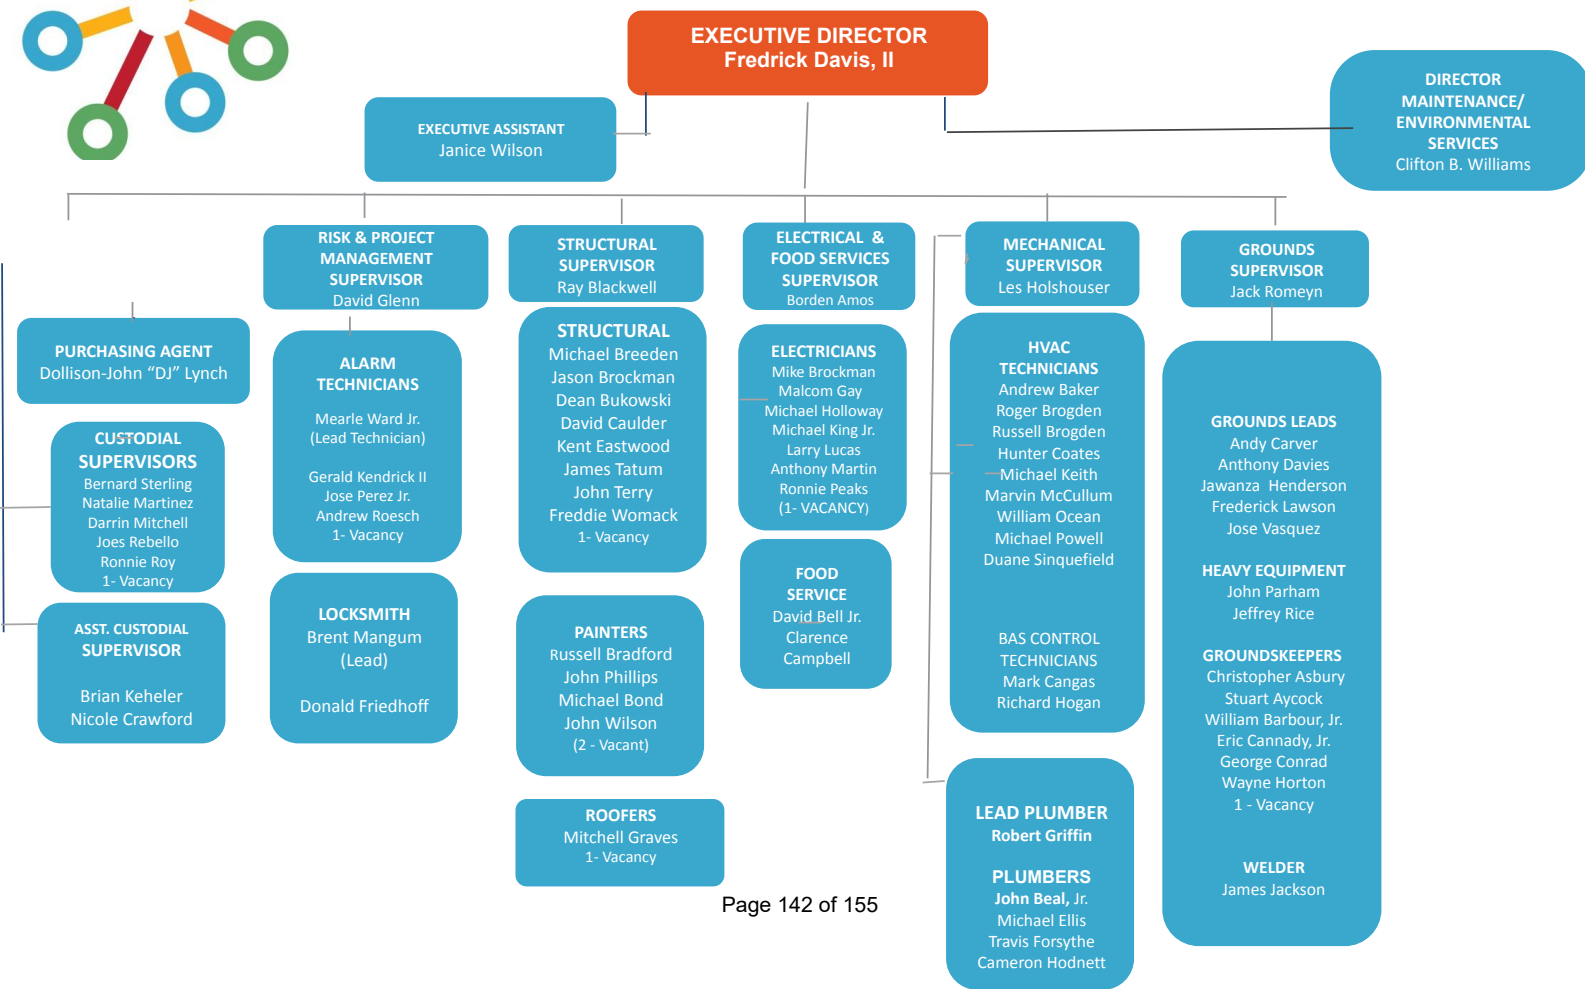 EXECUTIVE DIRECTOR
Fredrick Davis, II
DIRECTOR
MAINTENANCE/
ENVIRONMENTAL
SERVICES
Clifton B. Williams
EXECUTIVE ASSISTANT
Janice Wilson
RISK & PROJECT
MANAGEMENT
SUPERVISOR
David Glenn
STRUCTURAL
SUPERVISOR
Ray Blackwell
ELECTRICAL &
FOOD SERVICES
SUPERVISOR
Borden Amos
MECHANICAL
SUPERVISOR
Les Holshouser
GROUNDS
SUPERVISOR
Jack Romeyn
PURCHASING AGENT
Dollison-John “DJ” Lynch
CUSTODIAL
SUPERVISORS
Bernard Sterling
Natalie Martinez
Darrin Mitchell
Joes Rebello
Ronnie Roy
1- Vacancy
ASST. CUSTODIAL
SUPERVISOR
Brian Keheler
Nicole Crawford
ALARM
TECHNICIANS
Mearle Ward Jr.
(Lead Technician)
Gerald Kendrick II
Jose Perez Jr.
Andrew Roesch
1- Vacancy
LOCKSMITH
Brent Mangum
(Lead)
Donald Friedhoff
STRUCTURAL
Michael Breeden
Jason Brockman
Dean Bukowski
David Caulder
Kent Eastwood
James Tatum
John Terry
Freddie Womack
1- Vacancy
PAINTERS
Russell Bradford
John Phillips
Michael Bond
John Wilson
(2 - Vacant)
ROOFERS
Mitchell Graves
1- Vacancy
ELECTRICIANS
Mike Brockman
Malcom Gay
Michael Holloway
Michael King Jr.
Larry Lucas
Anthony Martin
Ronnie Peaks
(1- VACANCY)
FOOD
SERVICE
David Bell Jr.
Clarence
Campbell
HVAC
TECHNICIANS
Andrew Baker
Roger Brogden
Russell Brogden
Hunter Coates
Michael Keith
Marvin McCullum
William Ocean
Michael Powell
Duane Sinquefield
BAS CONTROL
TECHNICIANS
Mark Cangas
Richard Hogan
LEAD PLUMBER
Robert Griffin
PLUMBERS
John Beal, Jr.
Michael Ellis
Travis Forsythe
Cameron Hodnett
GROUNDS LEADS
Andy Carver
Anthony Davies
Jawanza Henderson
Frederick Lawson
Jose Vasquez
HEAVY EQUIPMENT
John Parham
Jeffrey Rice
GROUNDSKEEPERS
Christopher Asbury
Stuart Aycock
William Barbour, Jr.
Eric Cannady, Jr.
George Conrad
Wayne Horton
1 - Vacancy
WELDER
James Jackson
Page 142 of 155